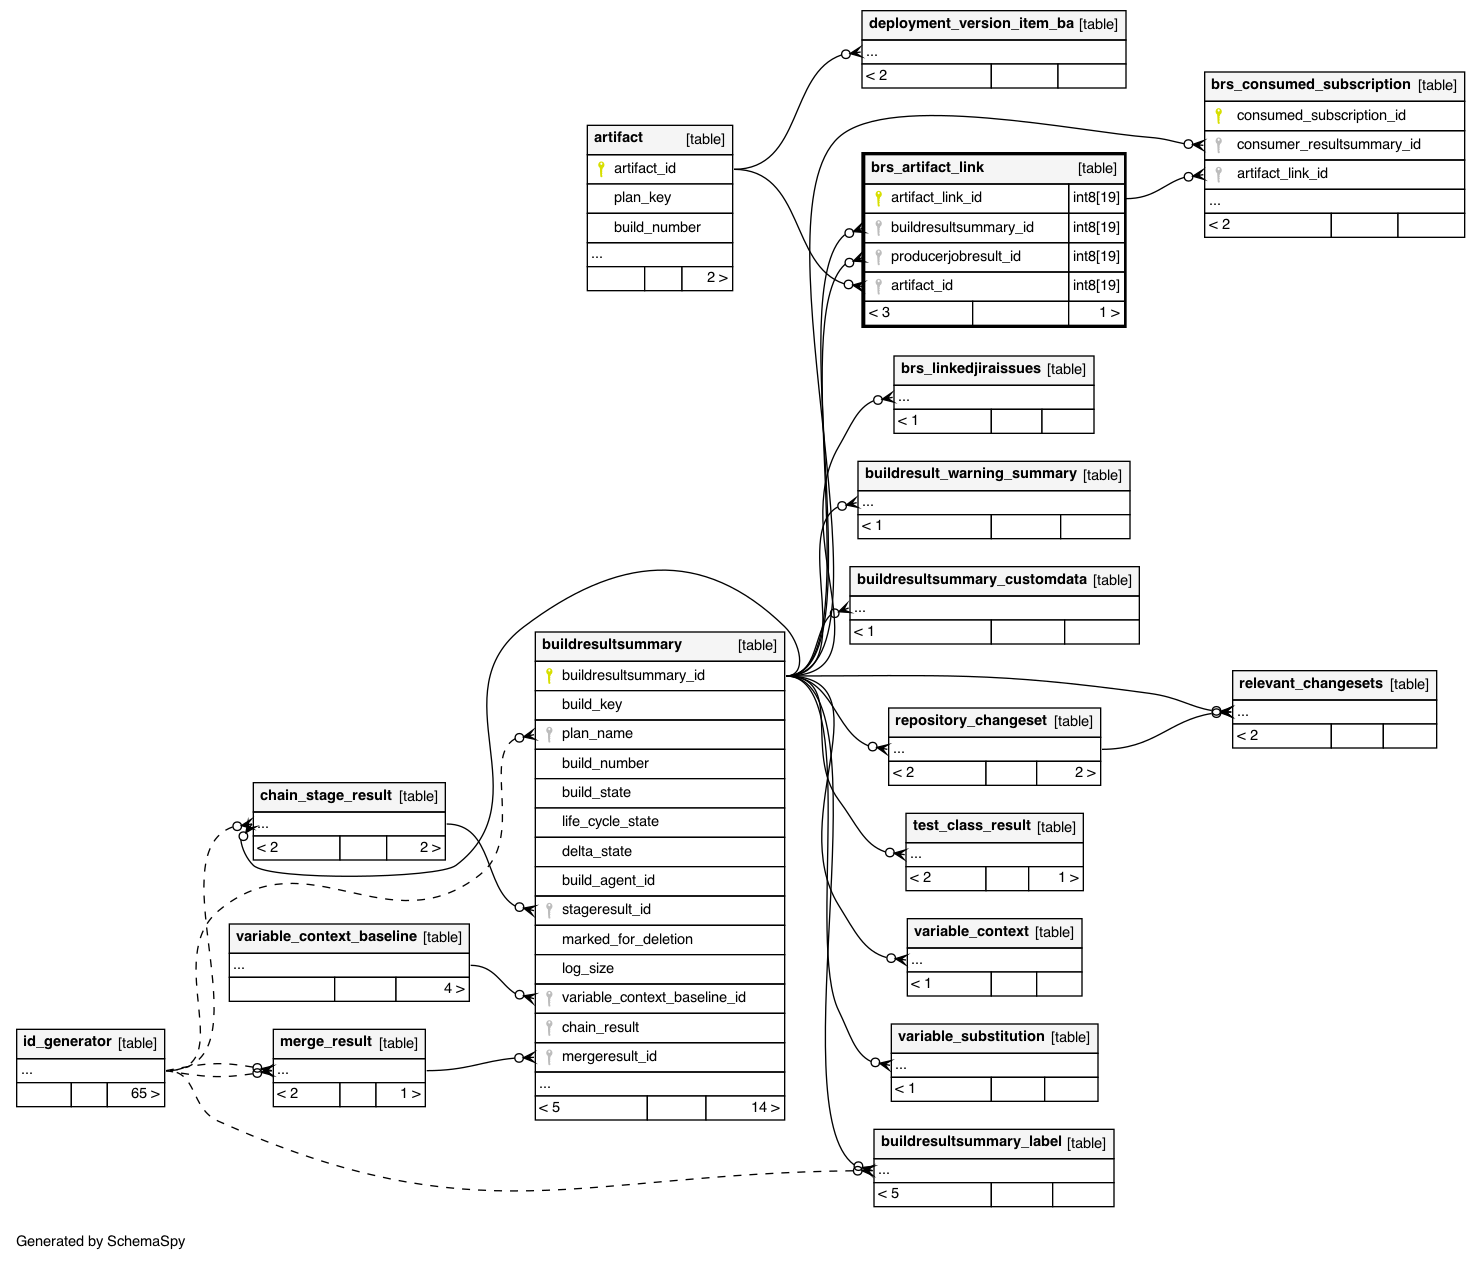 deployment_version_item_ba [table]
...
< 2
brs_consumed_subscription [table]
consumed_subscription_id
consumer_resultsummary_id
artifact_link_id
...
< 2
artifact [table]
artifact_id
plan_key
build_number
...
2 >
brs_artifact_link [table]
artifact_link_id int8[19]
buildresultsummary_id int8[19]
producerjobresult_id int8[19]
artifact_id int8[19]
< 3 1 >
brs_linkedjiraissues [table]
...
< 1
buildresult_warning_summary [table]
...
< 1
buildresultsummary_customdata [table]
...
< 1
buildresultsummary [table]
buildresultsummary_id
build_key
plan_name
build_number
build_state
life_cycle_state
delta_state
build_agent_id
stageresult_id
marked_for_deletion
log_size
variable_context_baseline_id
chain_result
mergeresult_id
...
< 5 14 >
relevant_changesets [table]
...
< 2
repository_changeset [table]
...
< 2 2 >
chain_stage_result [table]
...
< 2 2 >
test_class_result [table]
...
< 2 1 >
variable_context_baseline [table]
...
4 >
variable_context [table]
...
< 1
id_generator [table]
...
65 >
merge_result [table]
...
< 2 1 >
variable_substitution [table]
...
< 1
buildresultsummary_label [table]
...
< 5
Generated by SchemaSpy